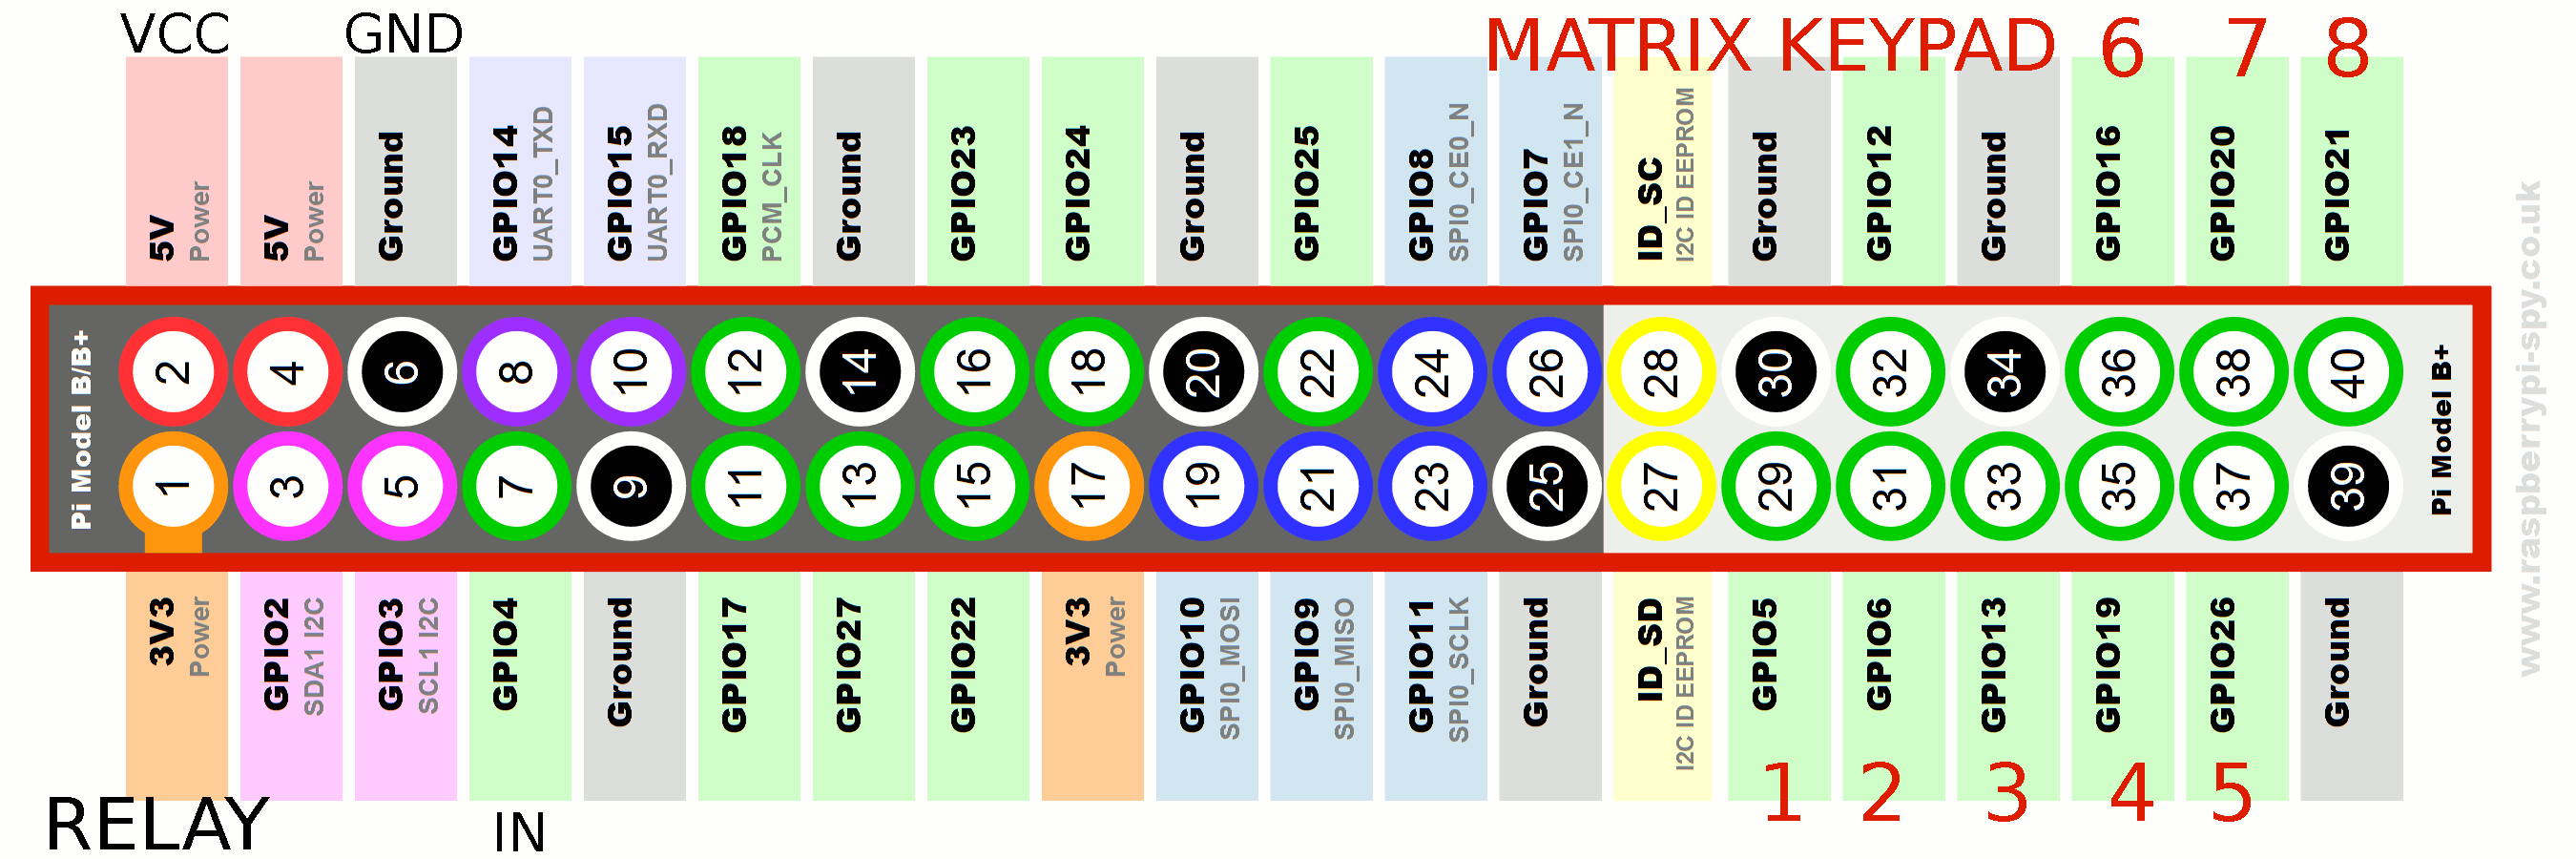 VCC GND MATRIX KEYPAD 6 7 8
5V Power
5V Power
Ground
GPIO14 UART0_TXD
GPIO15 UART0_RXD
GPIO18 PCM_CLK
Ground
GPIO23
GPIO24
Ground
GPIO25
GPIO8 SPI0_CE0_N
GPIO7 SPI0_CE1_N
ID_SC I2C ID EEPROM
Ground
GPIO12
Ground
GPIO16
GPIO20
GPIO21
Pi Model B/B+
2 4 6 8 10 12 14 16 18 20 22 24 26 28 30 32 34 36 38 40
1 3 5 7 9 11 13 15 17 19 21 23 25 27 29 31 33 35 37 39
Pi Model B+
3V3 Power
GPIO2 SDA1 I2C
GPIO3 SCL1 I2C
GPIO4
Ground
GPIO17
GPIO27
GPIO22
3V3 Power
GPIO10 SPI0_MOSI
GPIO9 SPI0_MISO
GPIO11 SPI0_SCLK
Ground
ID_SD I2C ID EEPROM
GPIO5
GPIO6
GPIO13
GPIO19
GPIO26
Ground
RELAY IN 1 2 3 4 5
www.raspberrypi-spy.co.uk